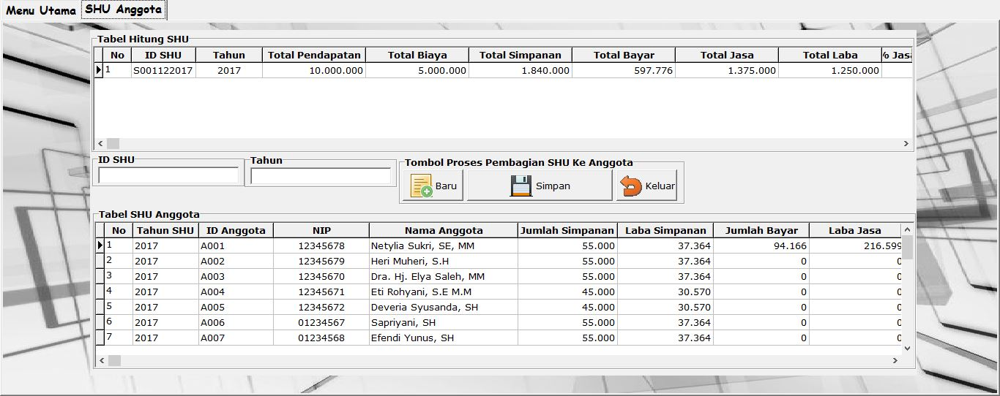 Menu Utama SHU Anggota
Tabel Hitung SHU
No ID SHU Tahun Total Pendapatan Total Biaya Total Simpanan Total Bayar Total Jasa Total Laba % Jasa
1 S001122017 2017 10.000.000 5.000.000 1.840.000 597.776 1.375.000 1.250.000
ID SHU Tahun Tombol Proses Pembagian SHU Ke Anggota
Baru Simpan Keluar
Tabel SHU Anggota
No Tahun SHU ID Anggota NIP Nama Anggota Jumlah Simpanan Laba Simpanan Jumlah Bayar Laba Jasa
1 2017 A001 12345678 Netylia Sukri, SE, MM 55.000 37.364 94.166 216.599
2 2017 A002 12345679 Heri Muheri, S.H 55.000 37.364 0 0
3 2017 A003 12345670 Dra. Hj. Elya Saleh, MM 55.000 37.364 0 0
4 2017 A004 12345671 Eti Rohyani, S.E M.M 45.000 30.570 0 0
5 2017 A005 12345672 Deveria Syusanda, SH 45.000 30.570 0 0
6 2017 A006 01234567 Sapriyani, SH 55.000 37.364 0 0
7 2017 A007 01234568 Efendi Yunus, SH 55.000 37.364 0 0